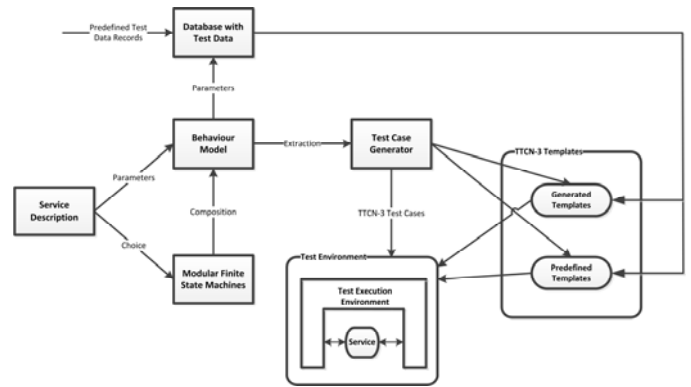 Predefined Test
Data Records
Database with
Test Data
Parameters
Behaviour
Model
Extraction
Test Case
Generator
TTCN-3 Templates
Parameters
Generated
Templates
Service
Description
Composition
TTCN-3 Test Cases
Choice
Modular Finite
State Machines
Test Environment
Predefined
Templates
Test Execution
Environment
Service